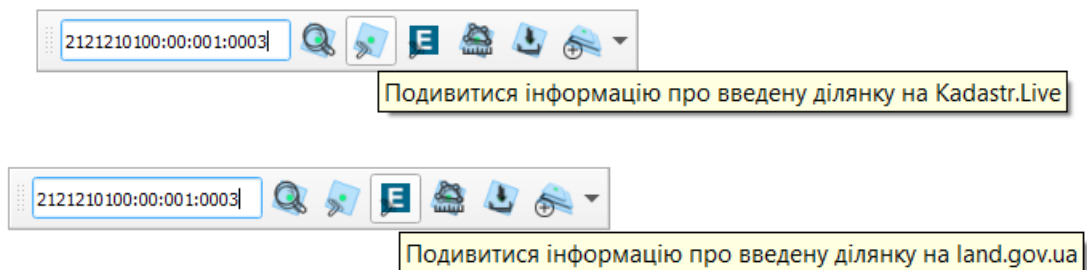 2121210100:00:001:0003
E
Подивитися інформацію про введену ділянку на Kadastr.Live
2121210100:00:001:0003
E
Подивитися інформацію про введену ділянку на land.gov.ua